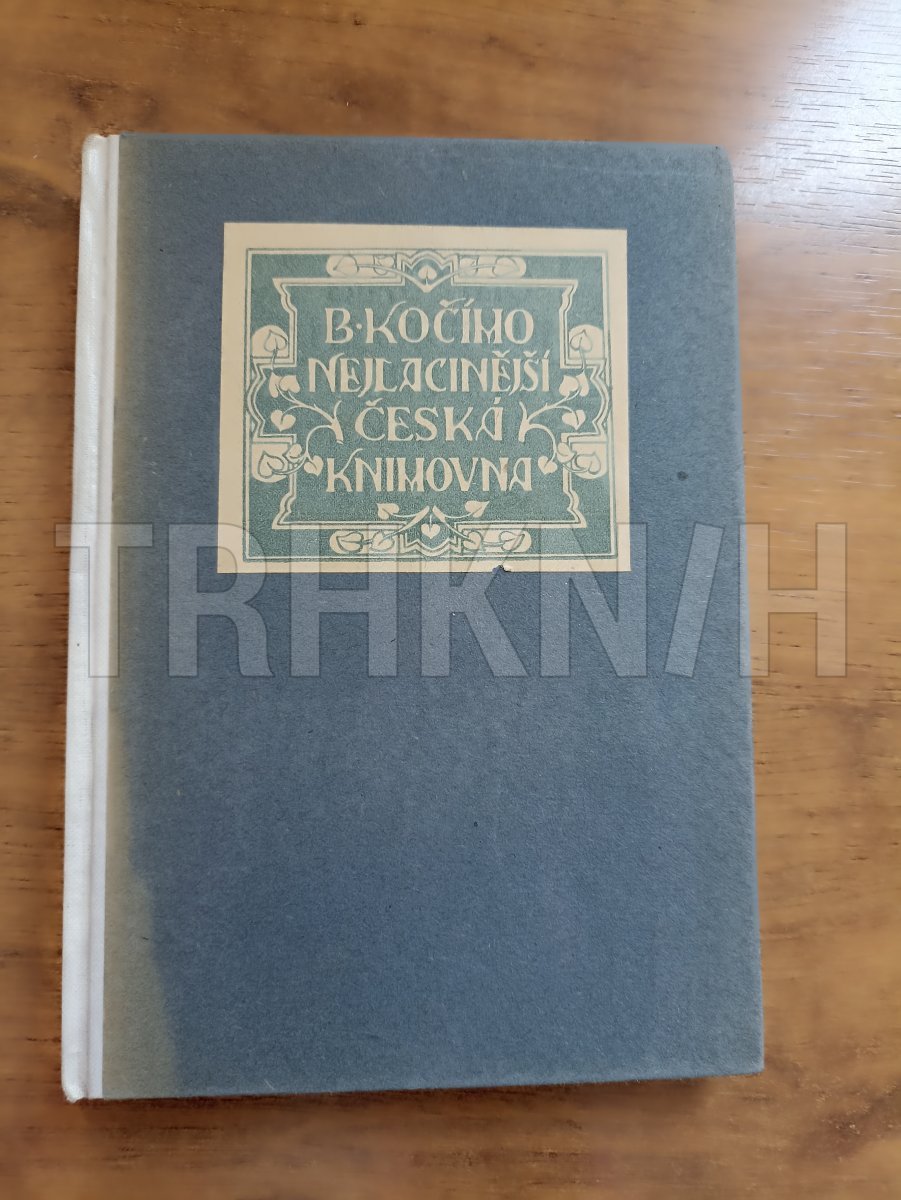 B·KOČÍHO
NEJLACINĚJŠÍ
ČESKÁ
KNIHOVNA
TRHKNIH